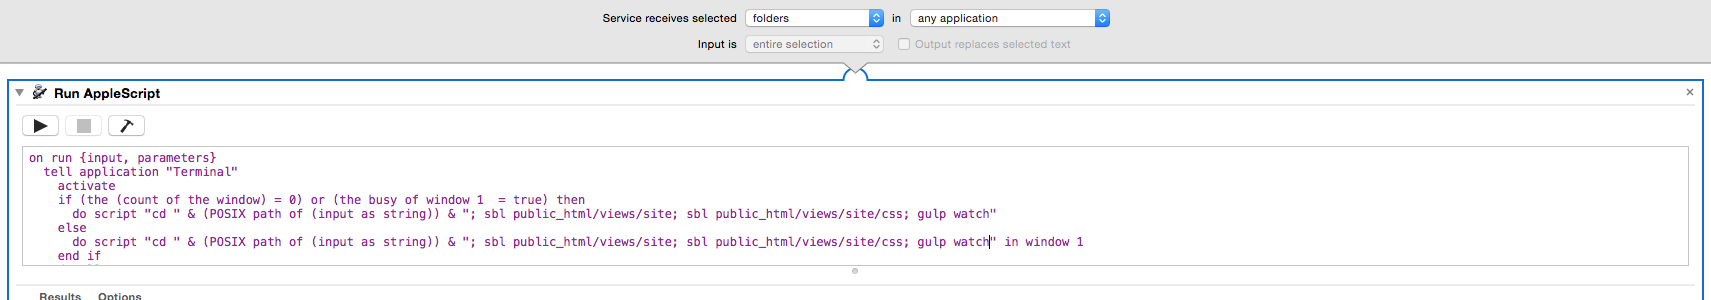 Service receives selected folders in any application
Input is entire selection Output replaces selected text
Run AppleScript
on run {input, parameters}
tell application "Terminal"
activate
if (the (count of the window) = 0) or (the busy of window 1  = true) then
do script "cd " & (POSIX path of (input as string)) & "; sbl public_html/views/site; sbl public_html/views/site/css; gulp watch"
else
do script "cd " & (POSIX path of (input as string)) & "; sbl public_html/views/site; sbl public_html/views/site/css; gulp watch" in window 1
end if
Results Options